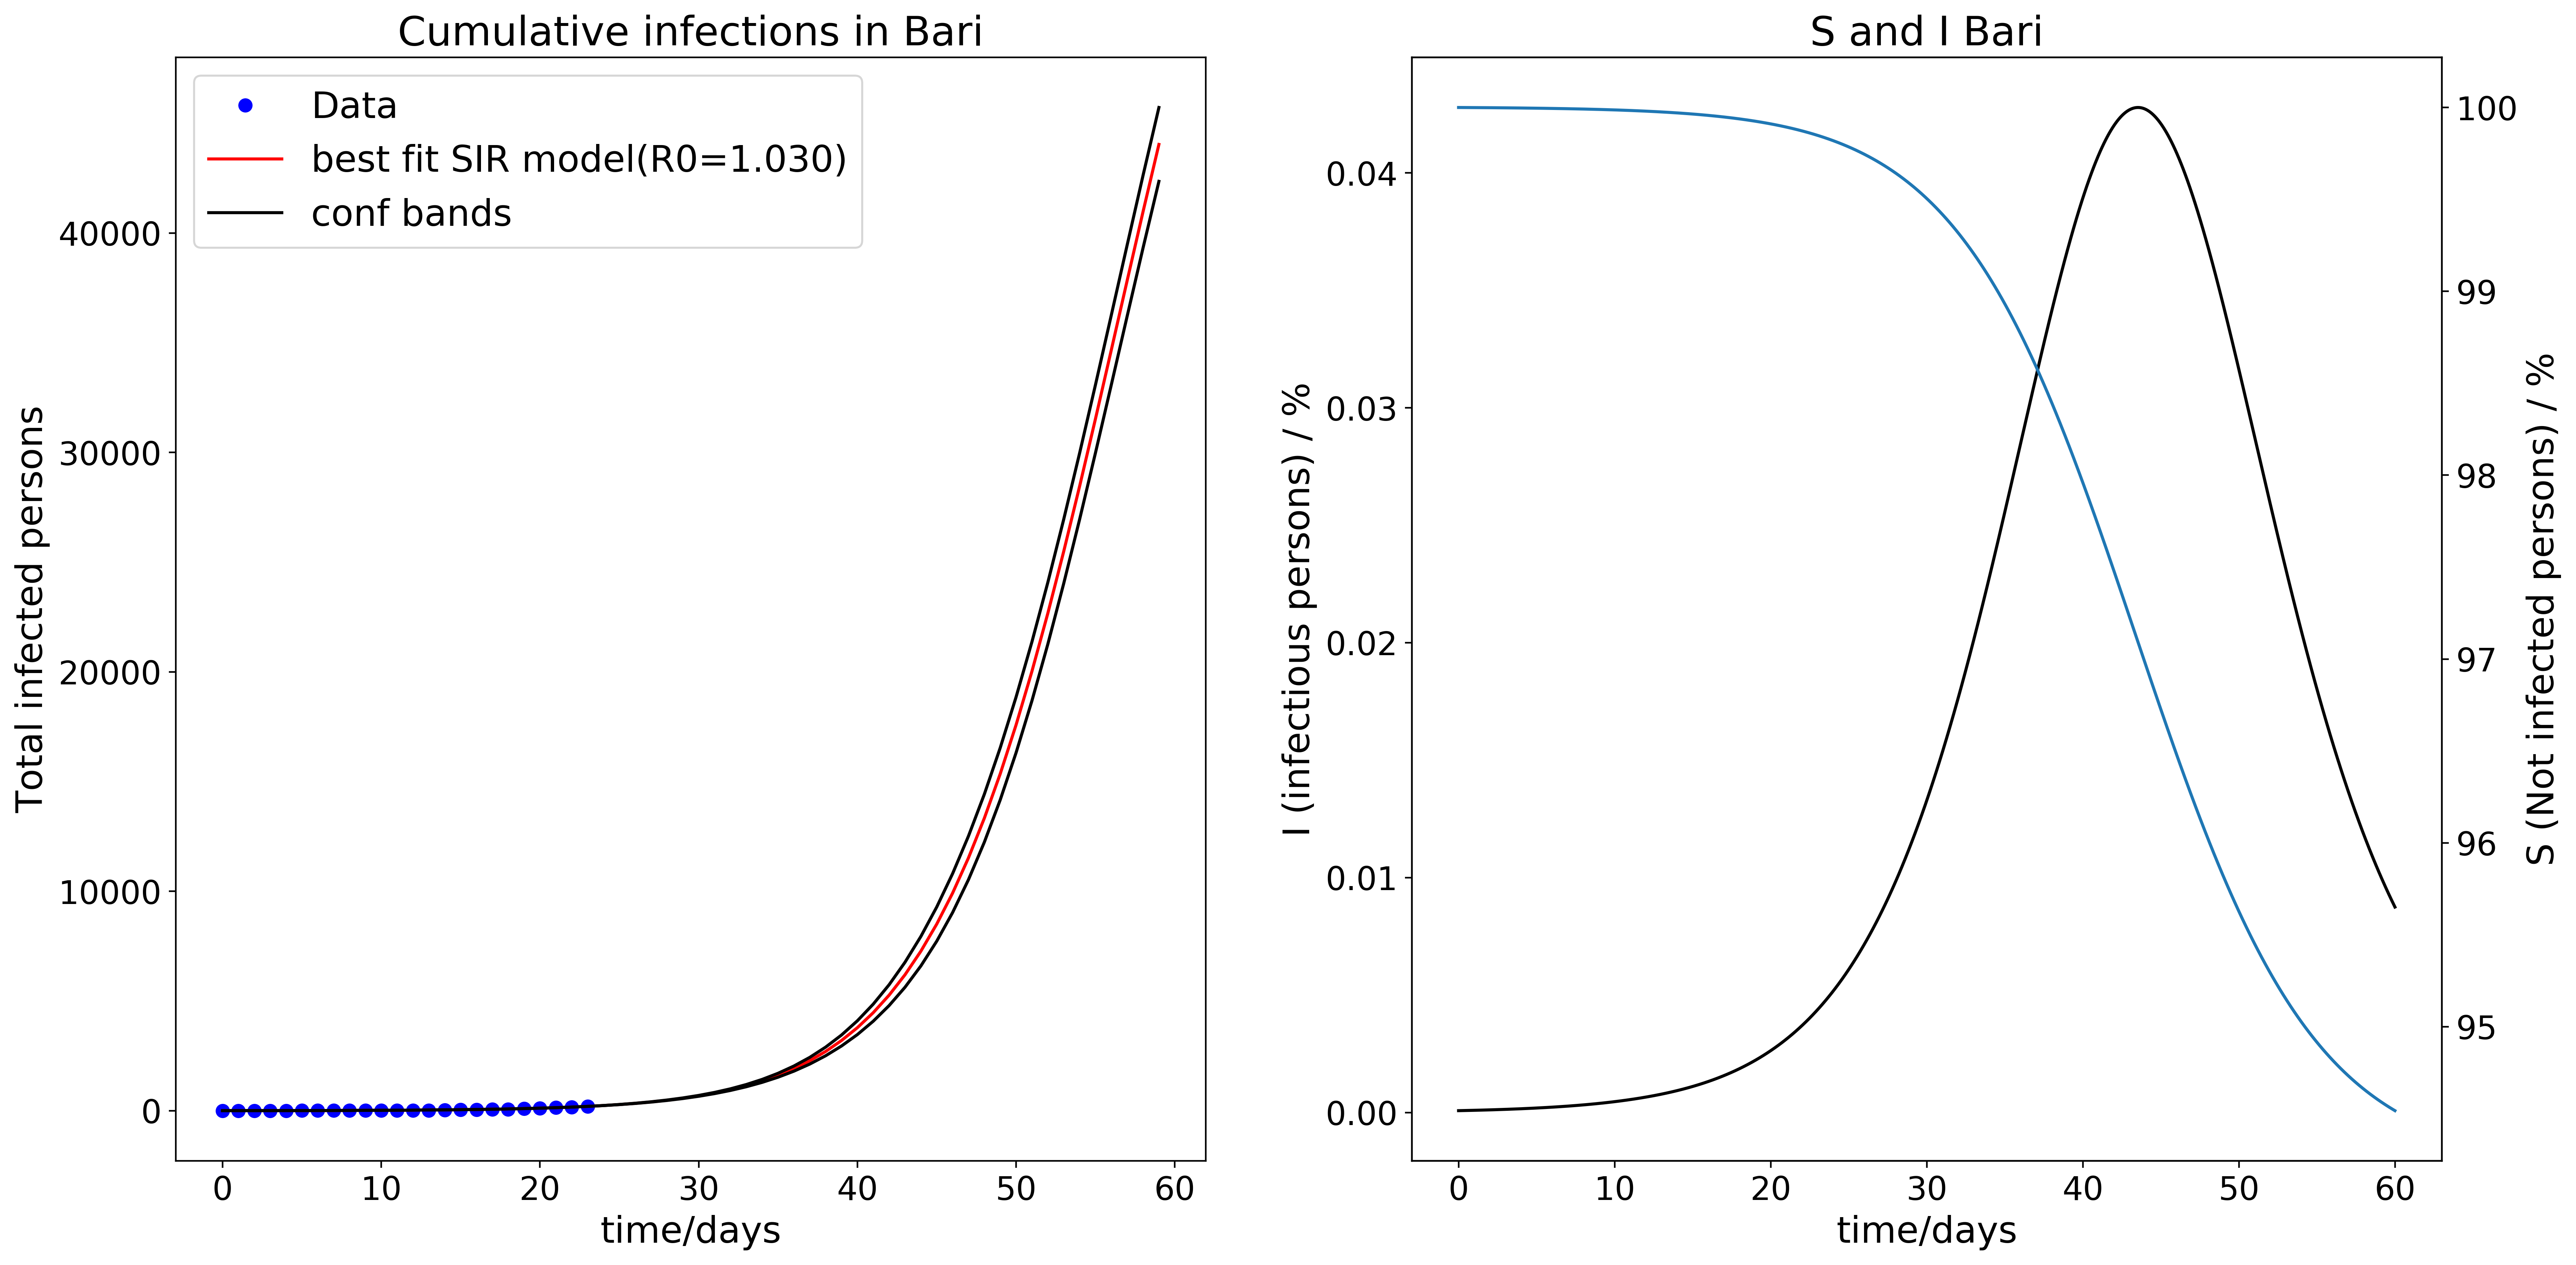 Cumulative infections in Bari
Data
best fit SIR model(R0=1.030)
conf bands
Total infected persons
40000
30000
20000
10000
0
0 10 20 30 40 50 60
time/days
S and I Bari
I (infectious persons) / %
0.04
0.03
0.02
0.01
0.00
0 10 20 30 40 50 60
time/days
100
99
98
97
96
95
S (Not infected persons) / %